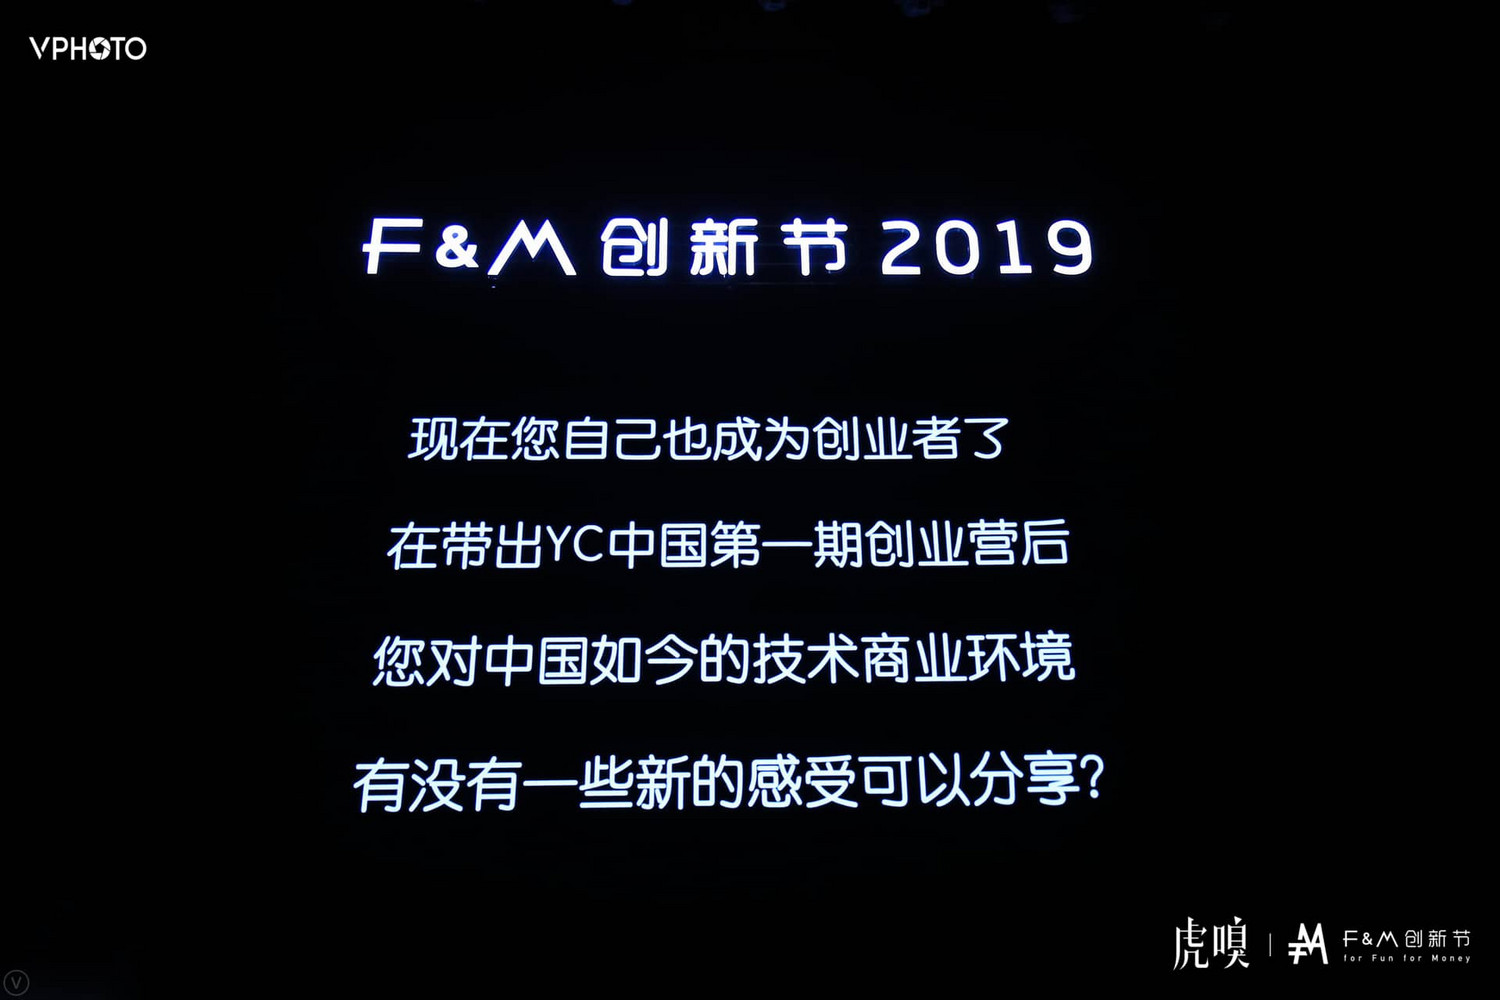 VPHOTO
F&M 创新节 2019
现在您自己也成为创业者了
在带出YC中国第一期创业营后
您对中国如今的技术商业环境
有没有一些新的感受可以分享?
虎嗅 | F&M 创新节
for Fun for Money
V